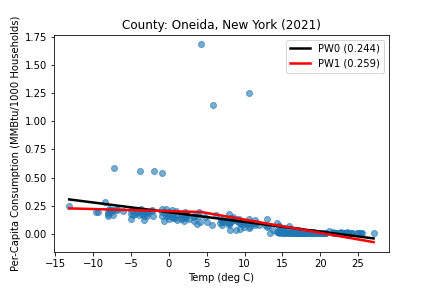 County: Oneida, New York (2021)
Per-Capita Consumption (MMBtu/1000 Households)
1.75
1.50
1.25
1.00
0.75
0.50
0.25
0.00
PW0 (0.244)
PW1 (0.259)
−15 −10 −5 0 5 10 15 20 25
Temp (deg C)